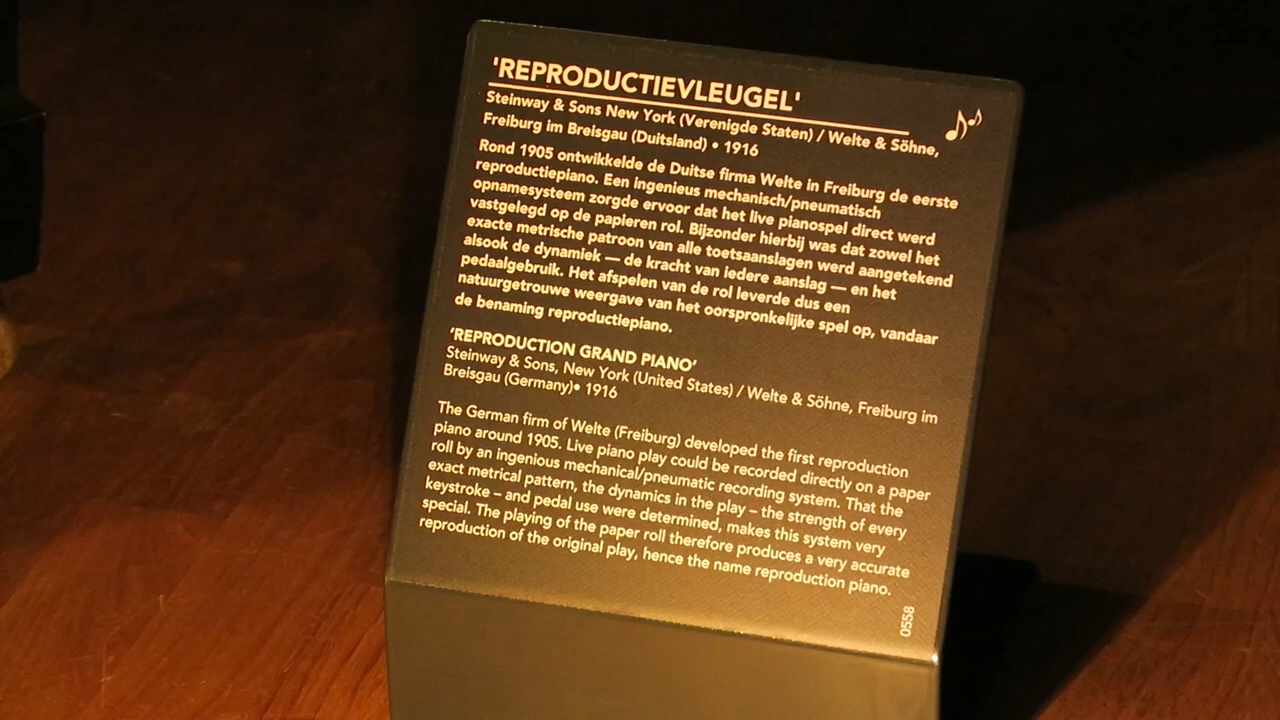 'REPRODUCTIEVLEUGEL'
Steinway & Sons New York (Verenigde Staten) / Welte & Söhne,
Freiburg im Breisgau (Duitsland) • 1916
Rond 1905 ontwikkelde de Duitse firma Welte in Freiburg de eerste
reproductiepiano. Een ingenieus mechanisch/pneumatisch
opnamesysteem zorgde ervoor dat het live pianospel direct werd
vastgelegd op de papieren rol. Bijzonder hierbij was dat zowel het
exacte metrische patroon van alle toetsaanslagen werd aangetekend
alsook de dynamiek — de kracht van iedere aanslag — en het
pedaalgebruik. Het afspelen van de rol leverde dus een
natuurgetrouwe weergave van het oorspronkelijke spel op, vandaar
de benaming reproductiepiano.
'REPRODUCTION GRAND PIANO'
Steinway & Sons, New York (United States) / Welte & Söhne, Freiburg im
Breisgau (Germany)• 1916
The German firm of Welte (Freiburg) developed the first reproduction
piano around 1905. Live piano play could be recorded directly on a paper
roll by an ingenious mechanical/pneumatic recording system. That the
exact metrical pattern, the dynamics in the play – the strength of every
keystroke – and pedal use were determined, makes this system very
special. The playing of the paper roll therefore produces a very accurate
reproduction of the original play, hence the name reproduction piano.
0558